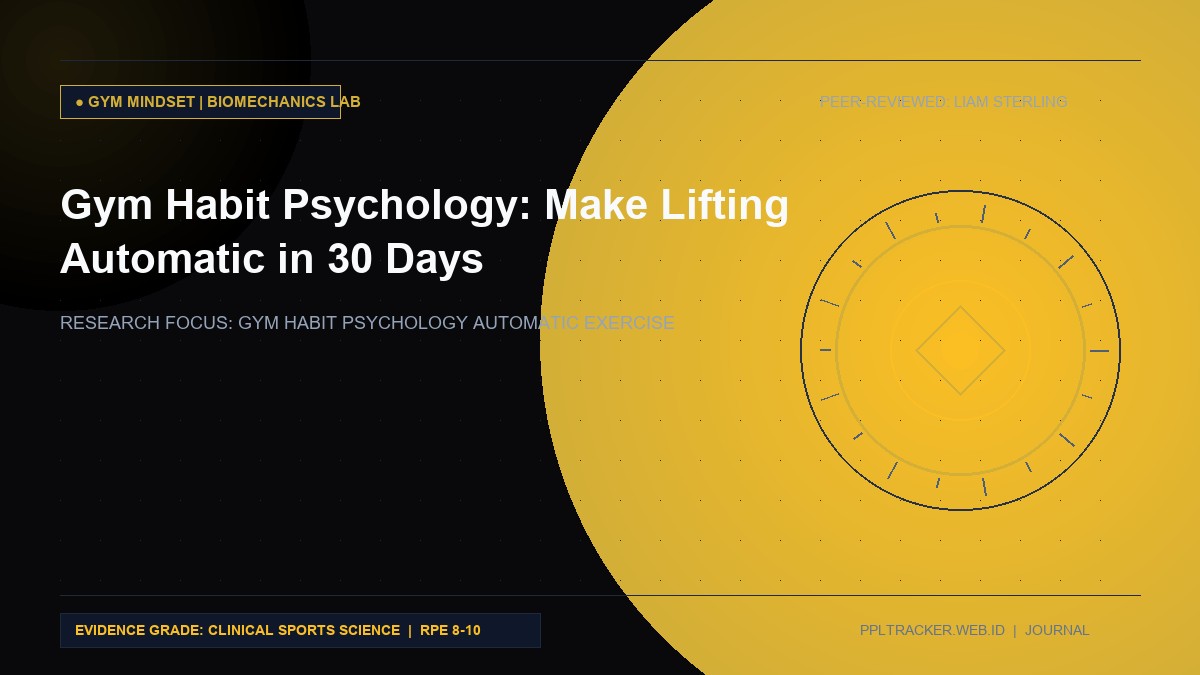 ● GYM MINDSET | BIOMECHANICS LAB
PEER-REVIEWED: LIAM STERLING
Gym Habit Psychology: Make Lifting
Automatic in 30 Days
RESEARCH FOCUS: GYM HABIT PSYCHOLOGY AUTOMATIC EXERCISE
EVIDENCE GRADE: CLINICAL SPORTS SCIENCE | RPE 8-10
PPLTRACKER.WEB.ID | JOURNAL